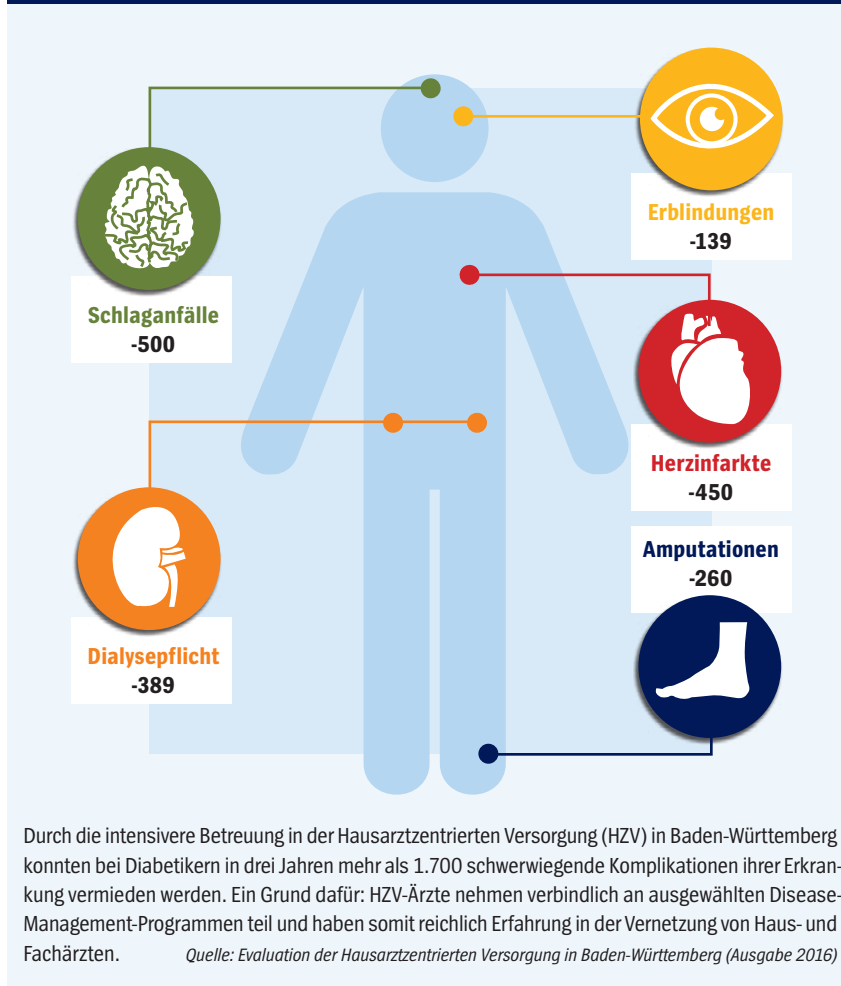 Erblindungen
-139
Schlaganfälle
-500
Herzinfarkte
-450
Amputationen
-260
Dialysepflicht
-389
Durch die intensivere Betreuung in der Hausarztzentrierten Versorgung (HZV) in Baden-Württemberg
konnten bei Diabetikern in drei Jahren mehr als 1.700 schwerwiegende Komplikationen ihrer Erkran-
kung vermieden werden. Ein Grund dafür: HZV-Ärzte nehmen verbindlich an ausgewählten Disease-
Management-Programmen teil und haben somit reichlich Erfahrung in der Vernetzung von Haus- und
Fachärzten. Quelle: Evaluation der Hausarztzentrierten Versorgung in Baden-Württemberg (Ausgabe 2016)